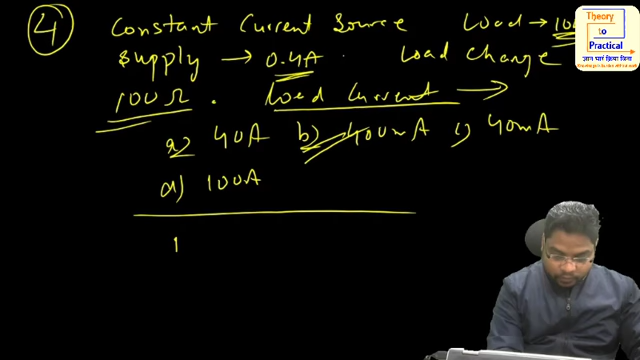 4 Constant Current Source Load → 100
Supply → 0.4A. Load Change
100Ω. Load Current →
a) 40A b) 400mA c) 40mA
d) 100A
1
Theory
to
Practical
ज्ञान भारं क्रिया बिना